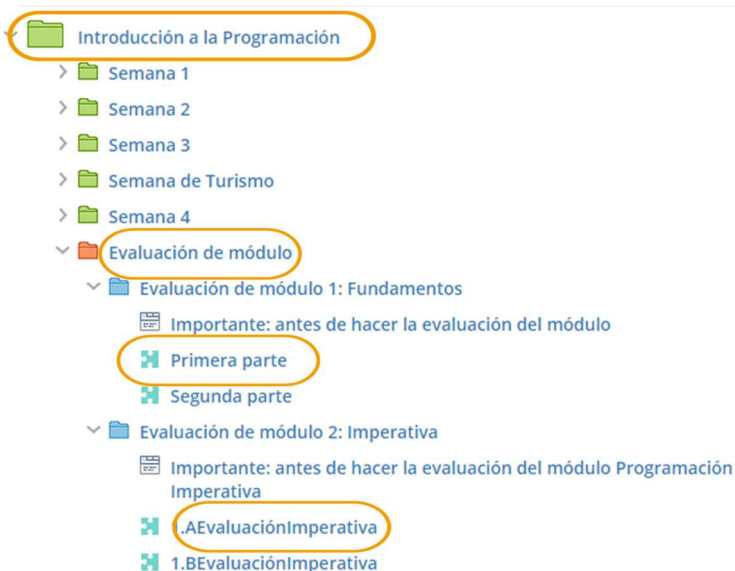 Introducción a la Programación
Semana 1
Semana 2
Semana 3
Semana de Turismo
Semana 4
Evaluación de módulo
Evaluación de módulo 1: Fundamentos
Importante: antes de hacer la evaluación del módulo
Primera parte
Segunda parte
Evaluación de módulo 2: Imperativa
Importante: antes de hacer la evaluación del módulo Programación
Imperativa
1.AEvaluaciónImperativa
1.BEvaluaciónImperativa